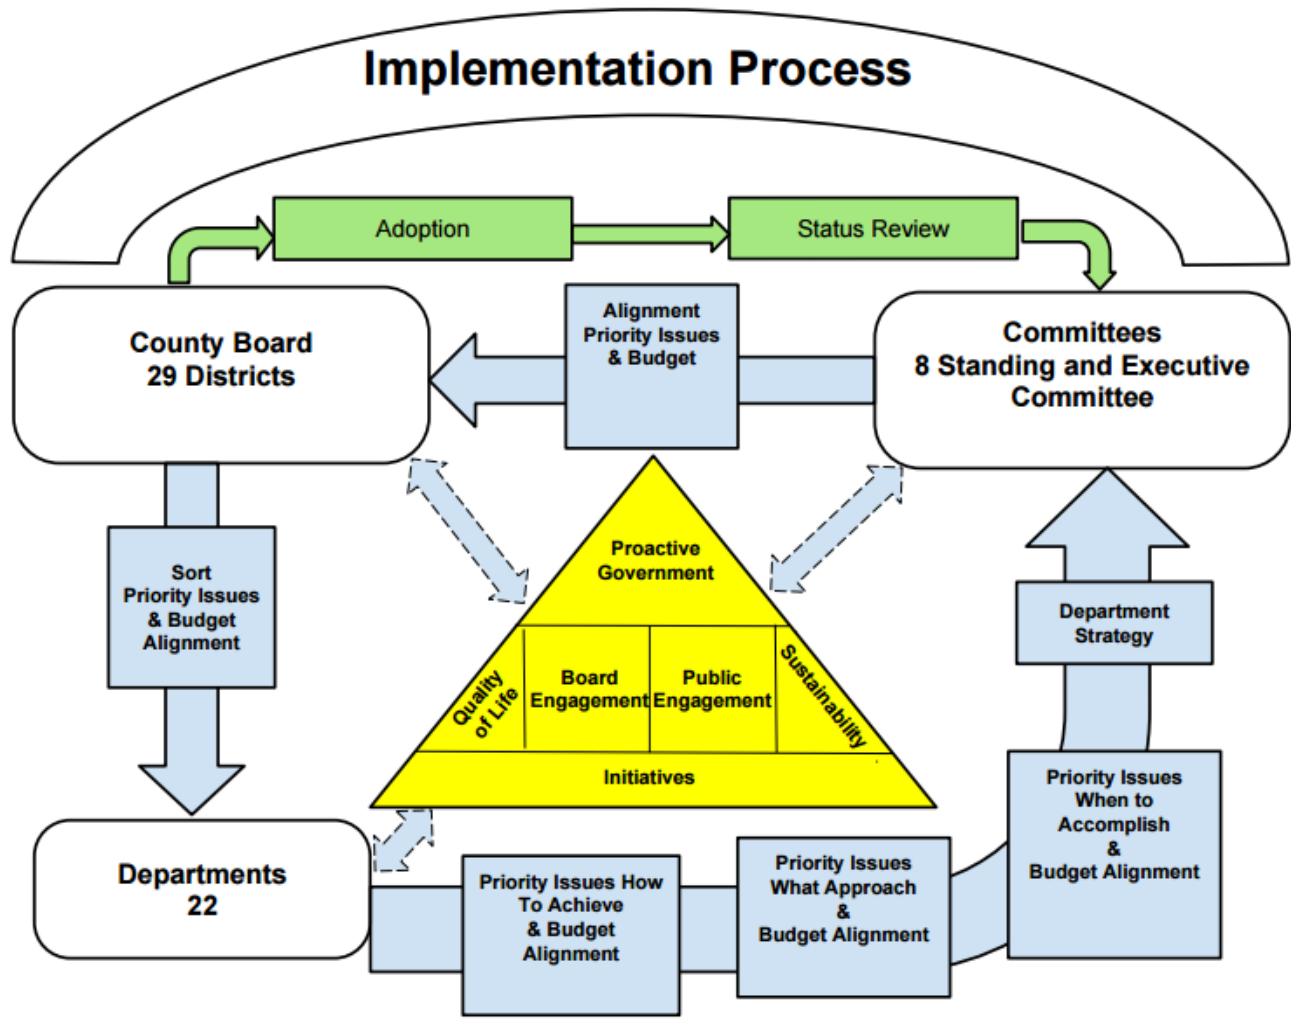 Implementation Process
Adoption
Status Review
County Board
29 Districts
Alignment
Priority Issues
& Budget
Committees
8 Standing and Executive
Committee
Sort
Priority Issues
& Budget
Alignment
Proactive
Government
Quality
of Life
Board
Engagement
Public
Engagement
Sustainability
Initiatives
Department
Strategy
Departments
22
Priority Issues How
To Achieve
& Budget
Alignment
Priority Issues
What Approach
&
Budget Alignment
Priority Issues
When to
Accomplish
&
Budget Alignment